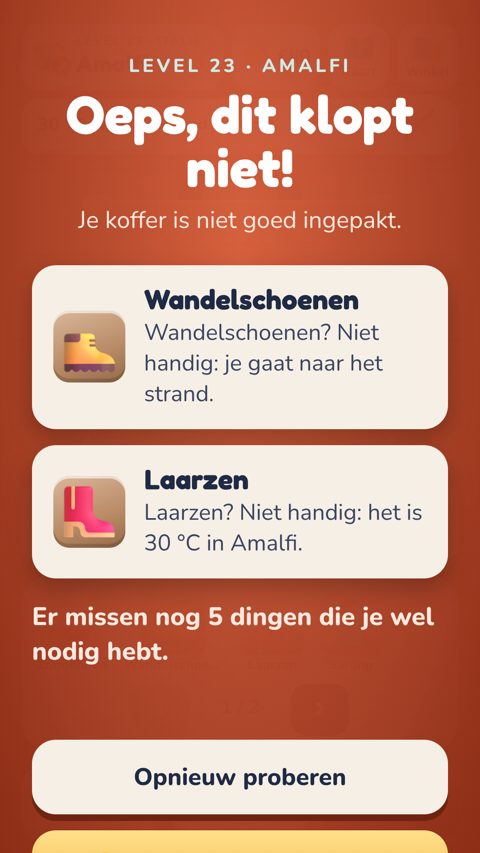 LEVEL 23 · AMALFI
Oeps, dit klopt
niet!
Je koffer is niet goed ingepakt.
Wandelschoenen
Wandelschoenen? Niet
handig: je gaat naar het
strand.
Laarzen
Laarzen? Niet handig: het is
30 °C in Amalfi.
Er missen nog 5 dingen die je wel
nodig hebt.
1 / 2
Opnieuw proberen